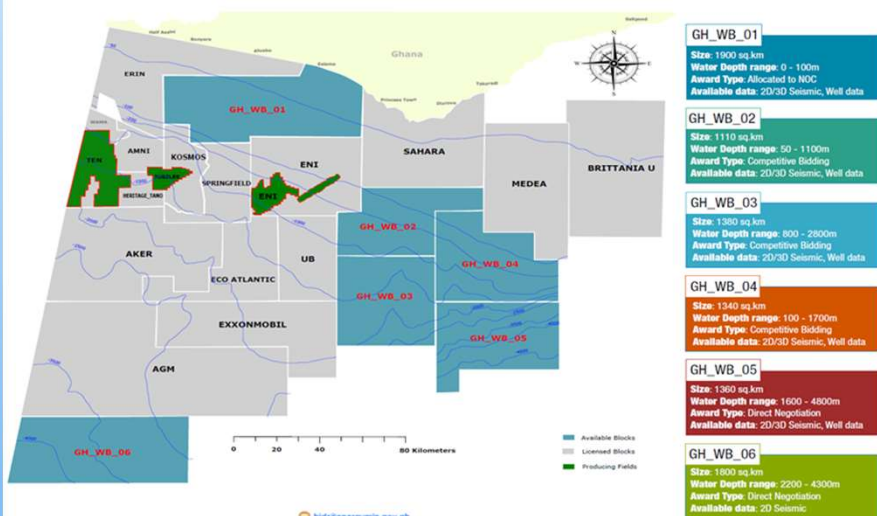 Ghana
ERIN
GH_WB_01
AMNI
TEN
KOSMOS
ENI
SAHARA
SPRINGFIELD
HERITAGE_TANO
ENI
MEDEA
BRITTANIA U
GH_WB_02
AKER
UB
GH_WB_04
ECO ATLANTIC
GH_WB_03
EXXONMOBIL
GH_WB_05
AGM
GH_WB_06
0 20 40 80 Kilometers
Available Blocks
Licensed Blocks
Producing Fields
GH_WB_01
Size: 1900 sq.km
Water Depth range: 0 - 100m
Award Type: Allocated to NOC
Available data: 2D/3D Seismic, Well data
GH_WB_02
Size: 1110 sq.km
Water Depth range: 50 - 1100m
Award Type: Competitive Bidding
Available data: 2D/3D Seismic, Well data
GH_WB_03
Size: 1380 sq.km
Water Depth range: 800 - 2800m
Award Type: Competitive Bidding
Available data: 2D/3D Seismic, Well data
GH_WB_04
Size: 1340 sq.km
Water Depth range: 100 - 1700m
Award Type: Competitive Bidding
Available data: 2D/3D Seismic, Well data
GH_WB_05
Size: 1360 sq.km
Water Depth range: 1600 - 4800m
Award Type: Direct Negotiation
Available data: 2D/3D Seismic, Well data
GH_WB_06
Size: 1800 sq.km
Water Depth range: 2200 - 4300m
Award Type: Direct Negotiation
Available data: 2D Seismic